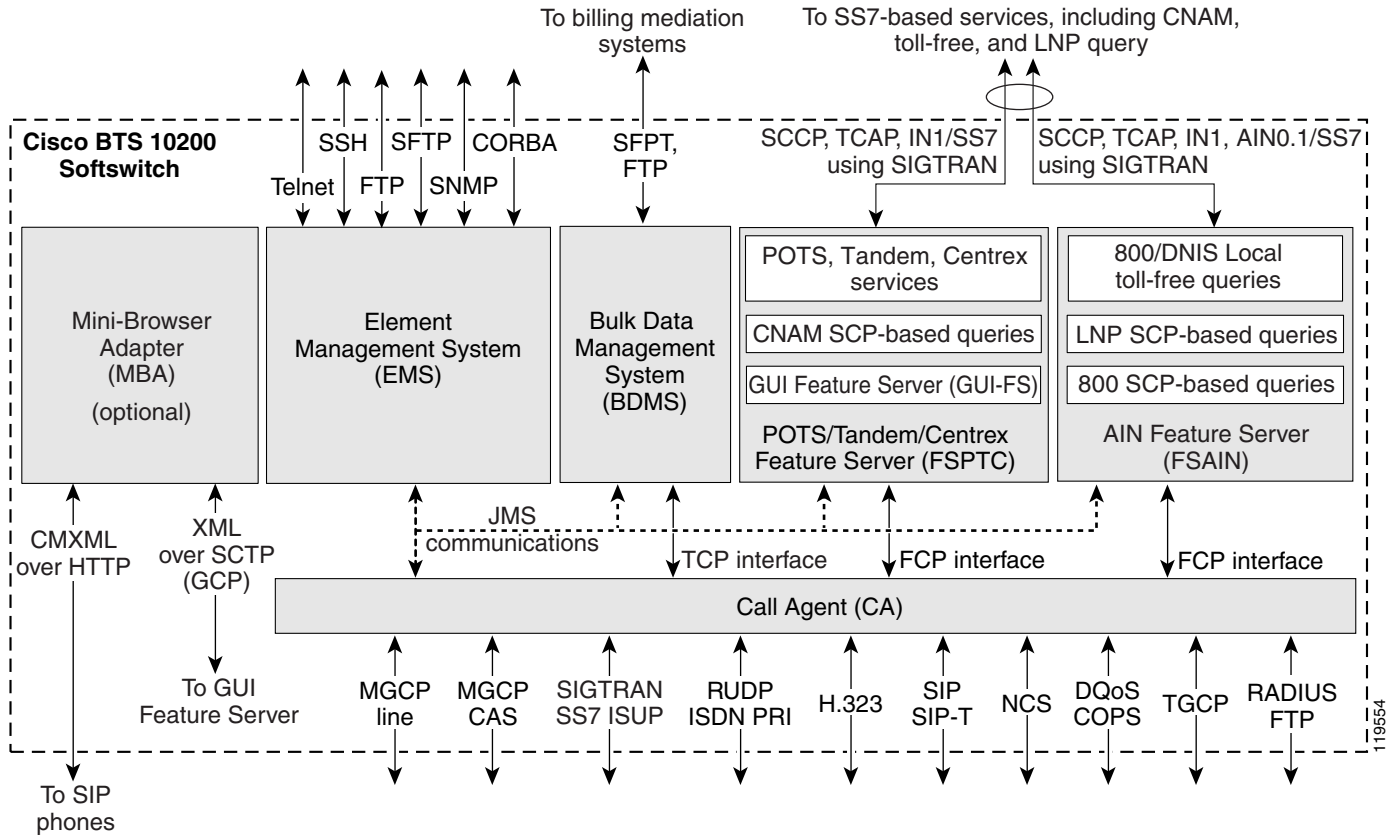 To billing mediation
systems
To SS7-based services, including CNAM,
toll-free, and LNP query
Cisco BTS 10200
Softswitch
Telnet
SSH
FTP
SFTP
SNMP
CORBA
SFPT,
FTP
SCCP, TCAP, IN1/SS7
using SIGTRAN
SCCP, TCAP, IN1, AIN0.1/SS7
using SIGTRAN
Mini-Browser
Adapter
(MBA)
(optional)
Element
Management System
(EMS)
Bulk Data
Management
System
(BDMS)
POTS, Tandem, Centrex
services
CNAM SCP-based queries
GUI Feature Server (GUI-FS)
POTS/Tandem/Centrex
Feature Server (FSPTC)
800/DNIS Local
toll-free queries
LNP SCP-based queries
800 SCP-based queries
AIN Feature Server
(FSAIN)
CMXML
over HTTP
XML
over SCTP
(GCP)
JMS
communications
TCP interface
FCP interface
FCP interface
Call Agent (CA)
To GUI
Feature Server
MGCP
line
MGCP
CAS
SIGTRAN
SS7 ISUP
RUDP
ISDN PRI
H.323
SIP
SIP-T
NCS
DQoS
COPS
TGCP
RADIUS
FTP
119554
To SIP
phones